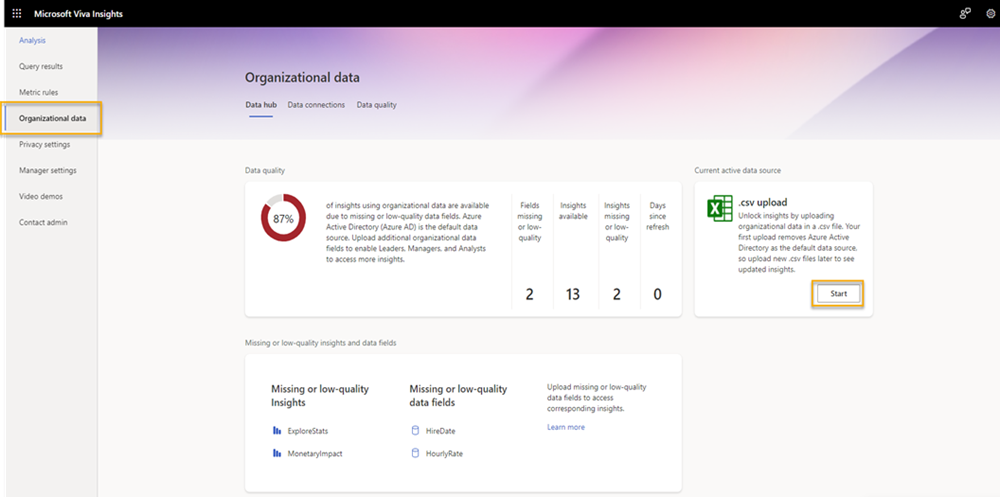 Microsoft Viva Insights
Analysis
Query results
Metric rules
Organizational data
Privacy settings
Manager settings
Video demos
Contact admin
Organizational data
Data hub
Data connections
Data quality
Data quality
87%
of insights using organizational data are available
due to missing or low-quality data fields. Azure
Active Directory (Azure AD) is the default data
source. Upload additional organizational data
fields to enable Leaders, Managers, and Analysts
to access more insights.
Fields
missing
or low-
quality
2
Insights
available
13
Insights
missing
or low-
quality
2
Days
since
refresh
0
Current active data source
.csv upload
Unlock insights by uploading
organizational data in a .csv file. Your
first upload removes Azure Active
Directory as the default data source,
so upload new .csv files later to see
updated insights.
Start
Missing or low-quality insights and data fields
Missing or low-quality
Insights
ExploreStats
MonetaryImpact
Missing or low-quality
data fields
HireDate
HourlyRate
Upload missing or low-quality
data fields to access
corresponding insights.
Learn more